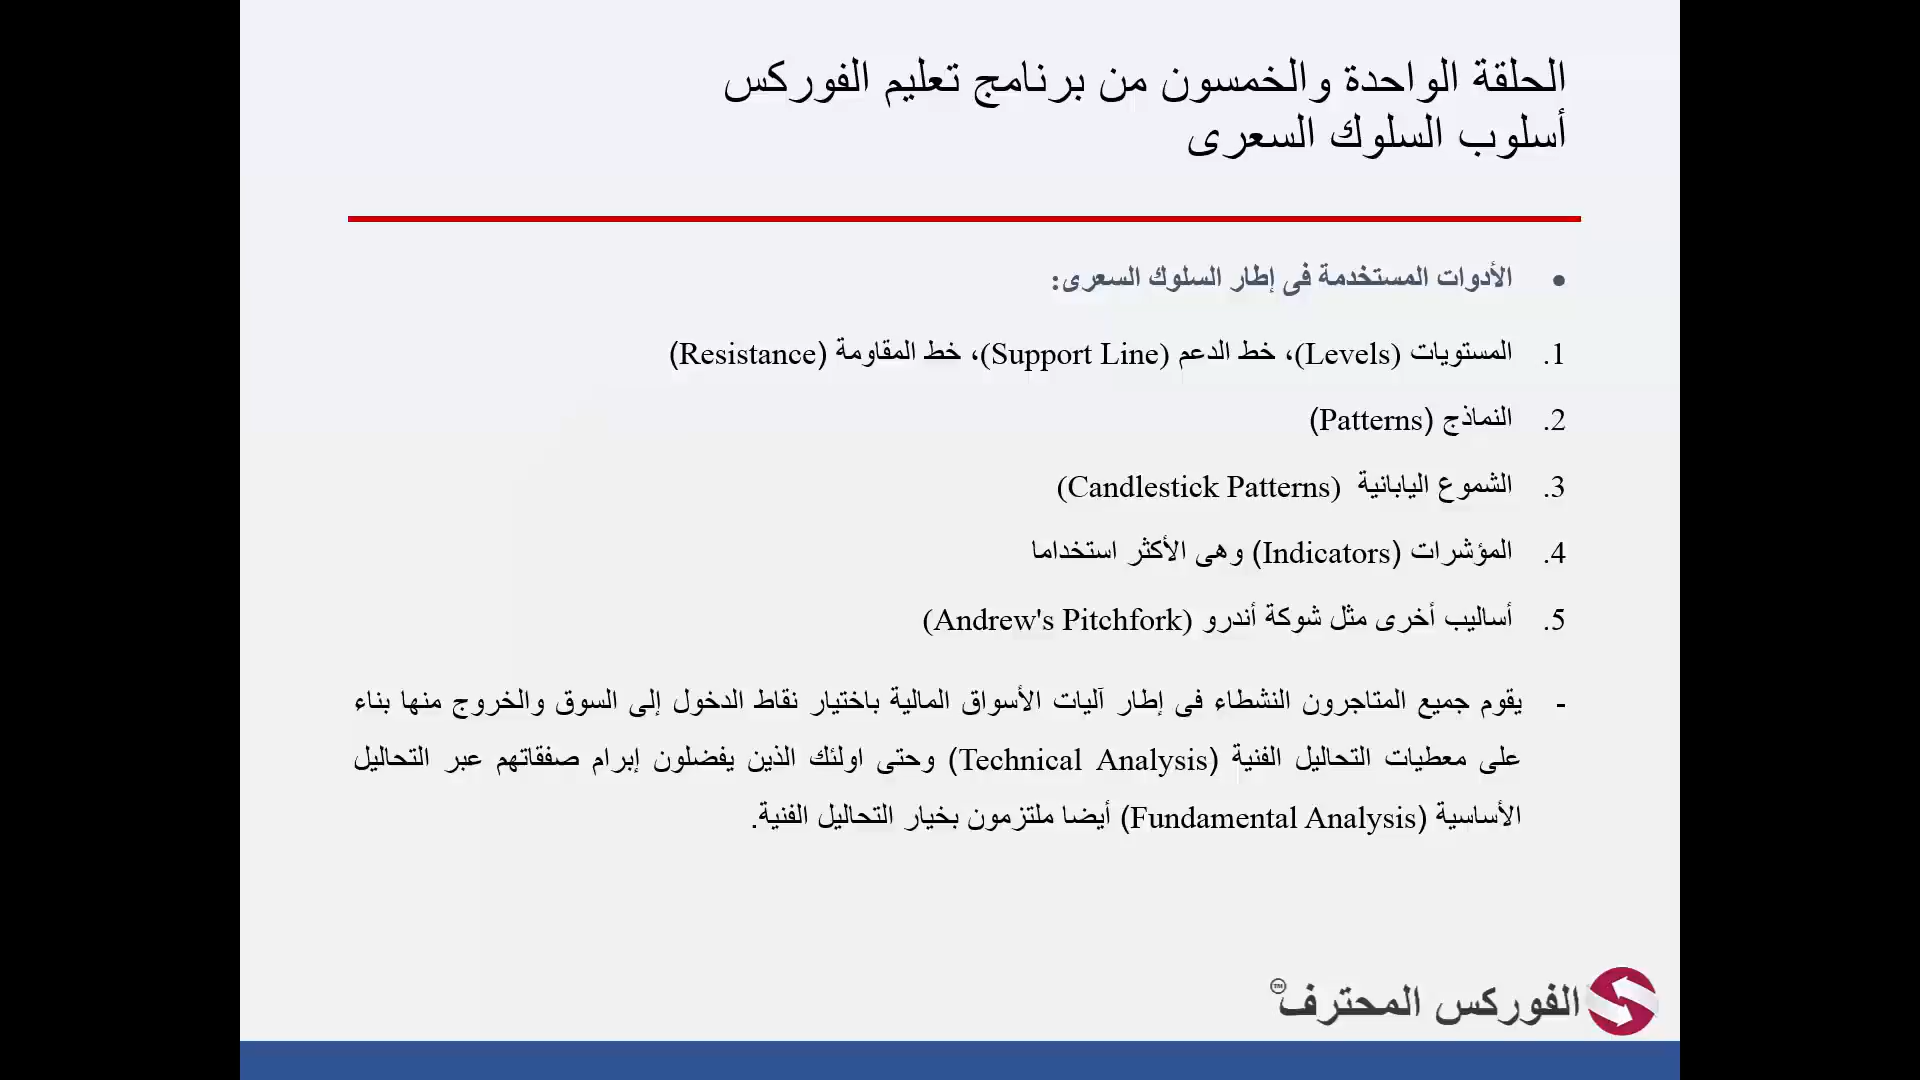 الحلقة الواحدة والخمسون من برنامج تعليم الفوركس
أسلوب السلوك السعرى
• الأدوات المستخدمة فى إطار السلوك السعرى:
1. المستويات (Levels)، خط الدعم (Support Line)، خط المقاومة (Resistance)
2. النماذج (Patterns)
3. الشموع اليابانية (Candlestick Patterns)
4. المؤشرات (Indicators) وهى الأكثر استخداما
5. أساليب أخرى مثل شوكة أندرو (Andrew's Pitchfork)
- يقوم جميع المتاجرون النشطاء فى إطار آليات الأسواق المالية باختيار نقاط الدخول إلى السوق والخروج منها بناء
على معطيات التحاليل الفنية (Technical Analysis) وحتى اولئك الذين يفضلون إبرام صفقاتهم عبر التحاليل
الأساسية (Fundamental Analysis) أيضا ملتزمون بخيار التحاليل الفنية.
الفوركس المحترف TM